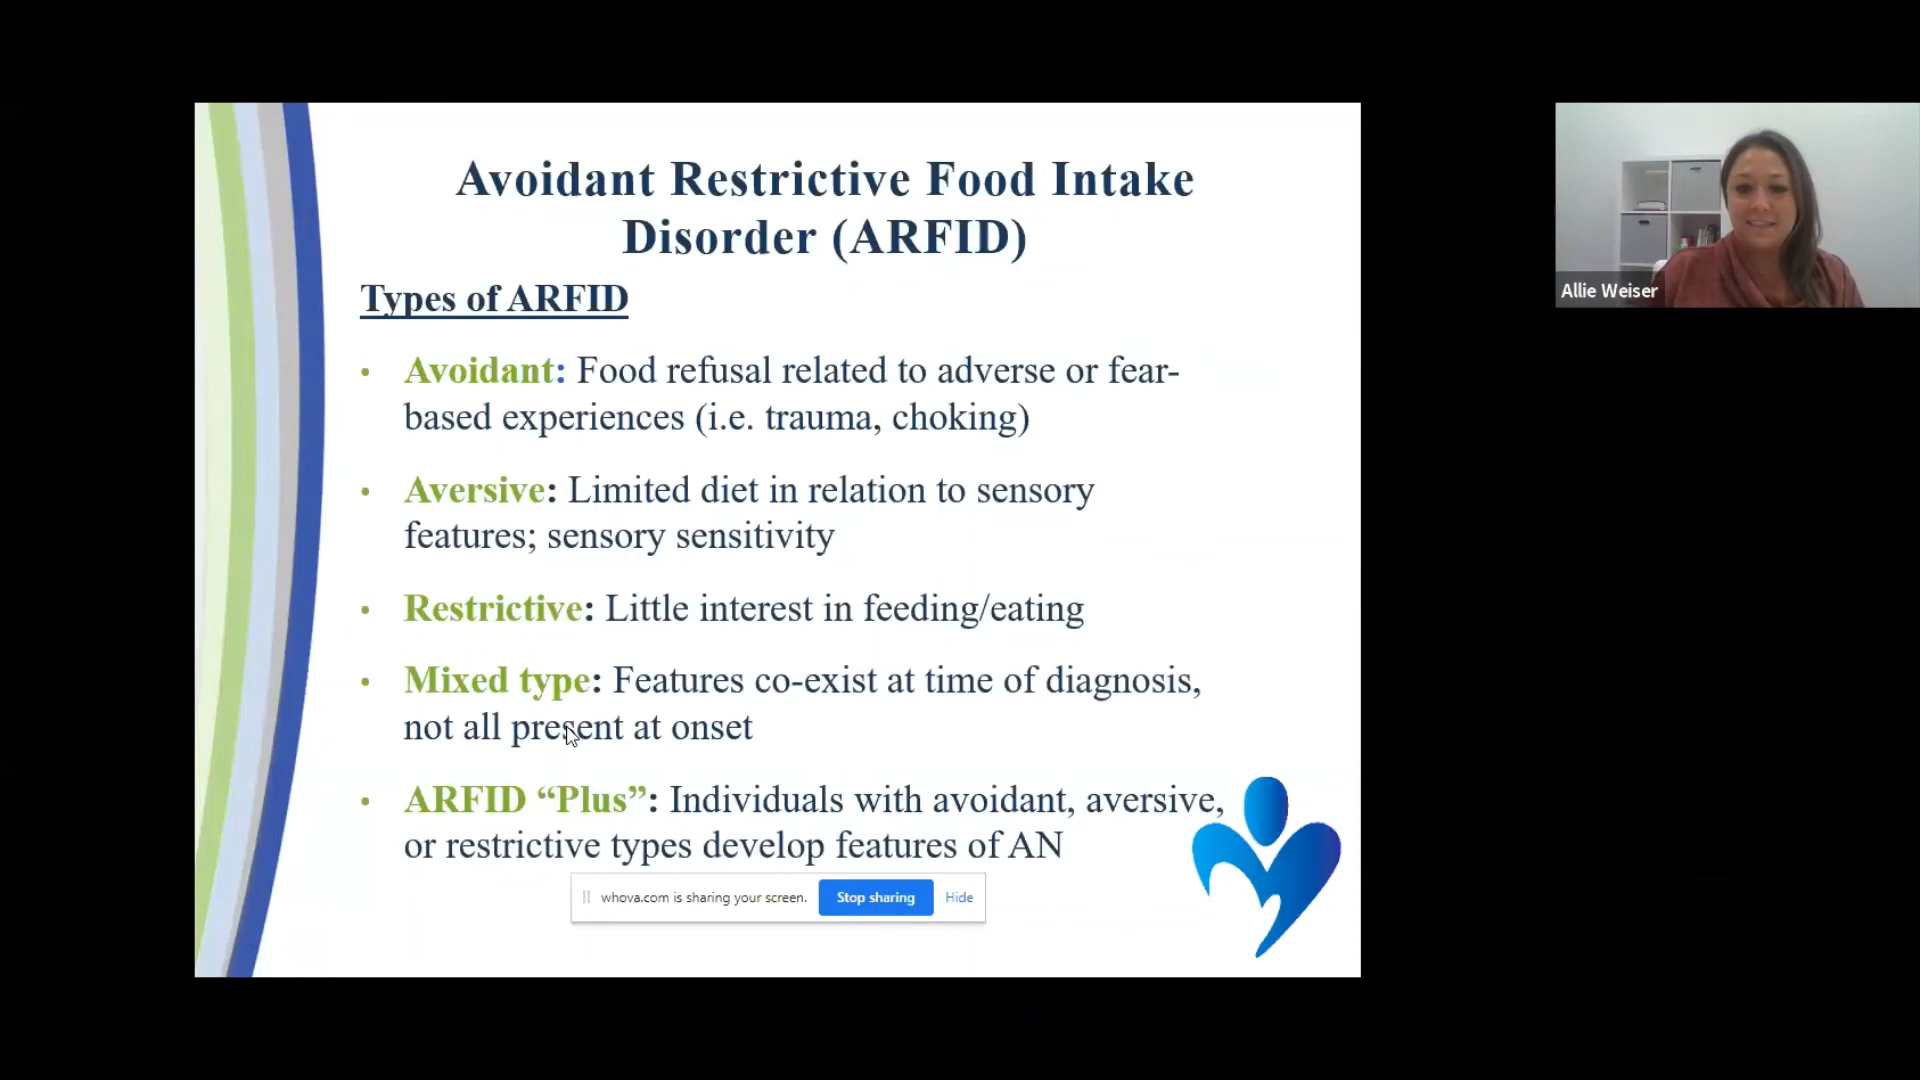 Avoidant Restrictive Food Intake
Disorder (ARFID)
Types of ARFID
• Avoidant: Food refusal related to adverse or fear-
based experiences (i.e. trauma, choking)
• Aversive: Limited diet in relation to sensory
features; sensory sensitivity
• Restrictive: Little interest in feeding/eating
• Mixed type: Features co-exist at time of diagnosis,
not all present at onset
• ARFID “Plus”: Individuals with avoidant, aversive,
or restrictive types develop features of AN
whova.com is sharing your screen. Stop sharing Hide
Allie Weiser